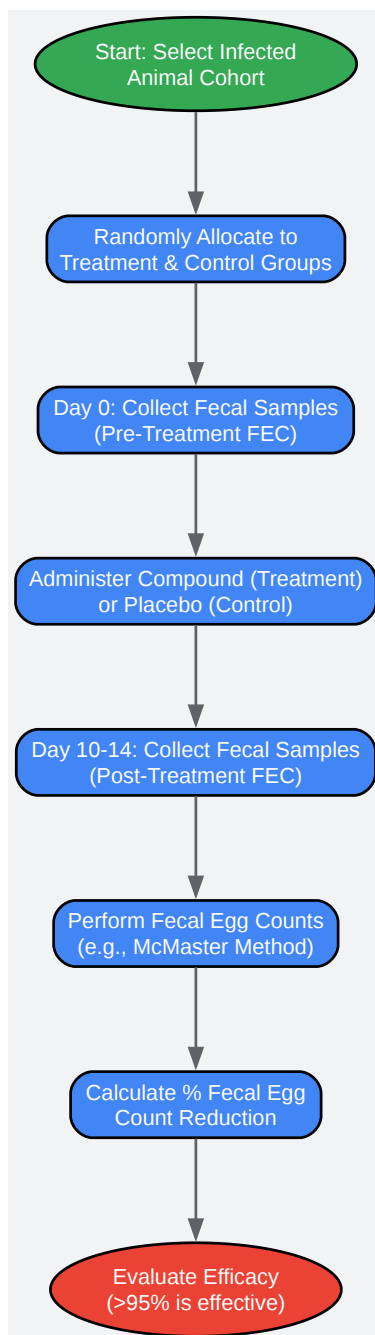 Start: Select Infected
Animal Cohort
Randomly Allocate to
Treatment & Control Groups
Day 0: Collect Fecal Samples
(Pre-Treatment FEC)
Administer Compound (Treatment)
or Placebo (Control)
Day 10-14: Collect Fecal Samples
(Post-Treatment FEC)
Perform Fecal Egg Counts
(e.g., McMaster Method)
Calculate % Fecal Egg
Count Reduction
Evaluate Efficacy
(>95% is effective)